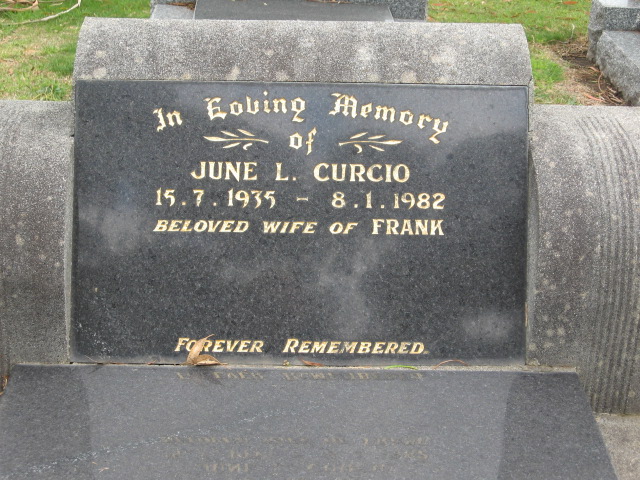 In Loving Memory
of
JUNE L. CURCIO
15.7.1935 - 8.1.1982
BELOVED WIFE OF FRANK
FOREVER REMEMBERED